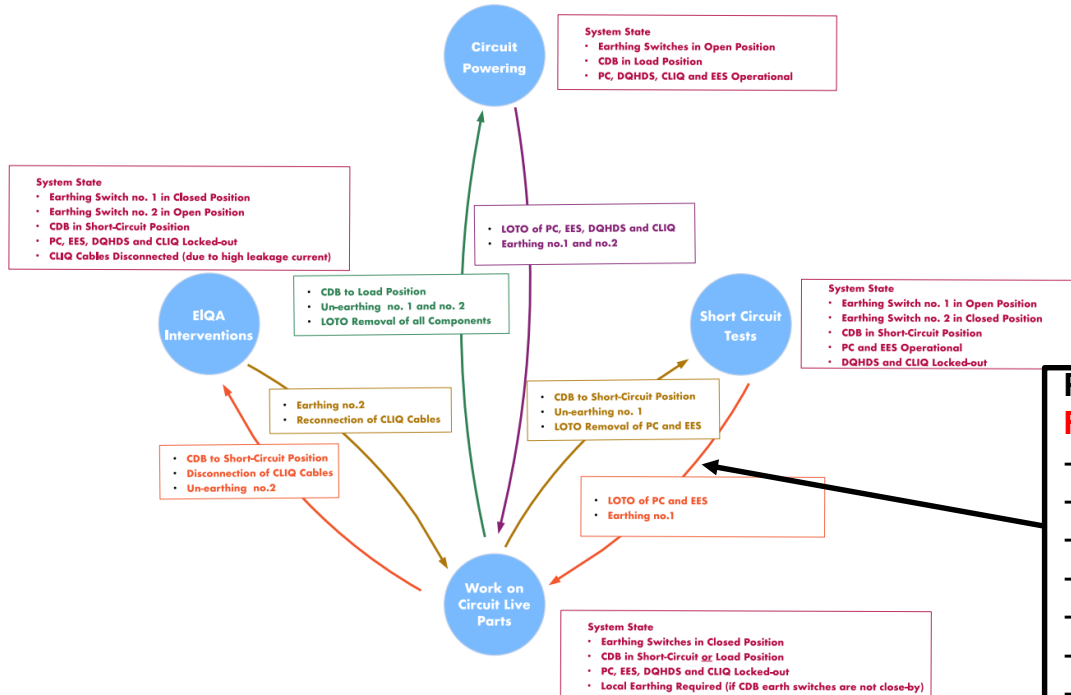 Circuit
Powering
System State
• Earthing Switches in Open Position
• CDB in Load Position
• PC, DQHDS, CLIQ and EES Operational
System State
• Earthing Switch no. 1 in Closed Position
• Earthing Switch no. 2 in Open Position
• CDB in Short-Circuit Position
• PC, EES, DQHDS and CLIQ Locked-out
• CLIQ Cables Disconnected (due to high leakage current)
• LOTO of PC, EES, DQHDS and CLIQ
• Earthing no.1 and no.2
• CDB to Load Position
• Un-earthing no. 1 and no. 2
• LOTO Removal of all Components
ElQA
Interventions
Short Circuit
Tests
System State
• Earthing Switch no. 1 in Open Position
• Earthing Switch no. 2 in Closed Position
• CDB in Short-Circuit Position
• PC and EES Operational
• DQHDS and CLIQ Locked-out
• Earthing no.2
• Reconnection of CLIQ Cables
• CDB to Short-Circuit Position
• Un-earthing no. 1
• LOTO Removal of PC and EES
• CDB to Short-Circuit Position
• Disconnection of CLIQ Cables
• Un-earthing no.2
• LOTO of PC and EES
• Earthing no.1
Work on
Circuit Live
Parts
System State
• Earthing Switches in Closed Position
• CDB in Short-Circuit or Load Position
• PC, EES, DQHDS and CLIQ Locked-out
• Local Earthing Required (if CDB earth switches are not close-by)